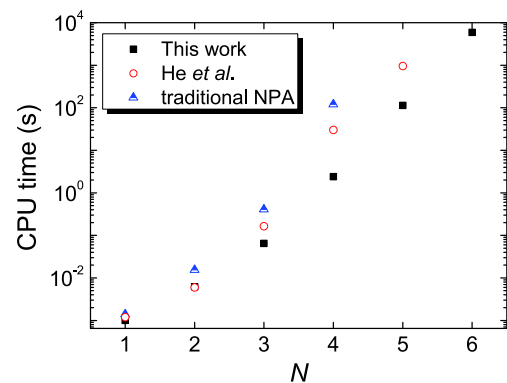 This work
He et al.
traditional NPA
CPU time (s)
10^4
10^2
10^0
10^-2
1 2 3 4 5 6
N